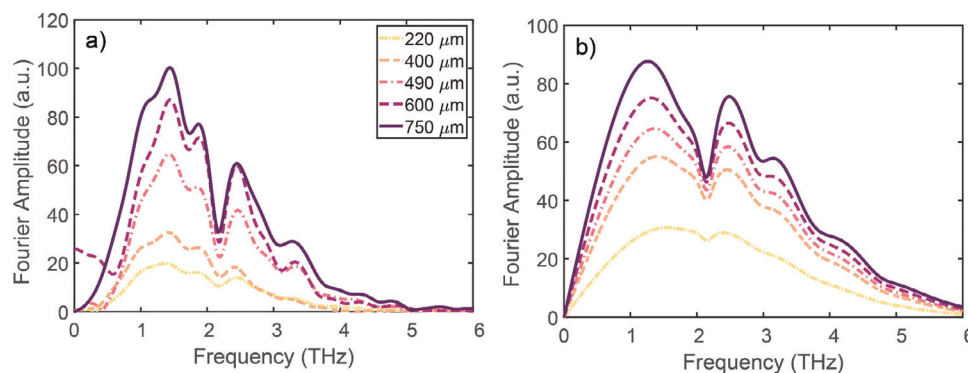 a)
220 μm
400 μm
490 μm
600 μm
750 μm
120
100
80
60
40
20
0
Fourier Amplitude (a.u.)
0 1 2 3 4 5 6
Frequency (THz)
b)
100
80
60
40
20
0
Fourier Amplitude (a.u.)
0 1 2 3 4 5 6
Frequency (THz)